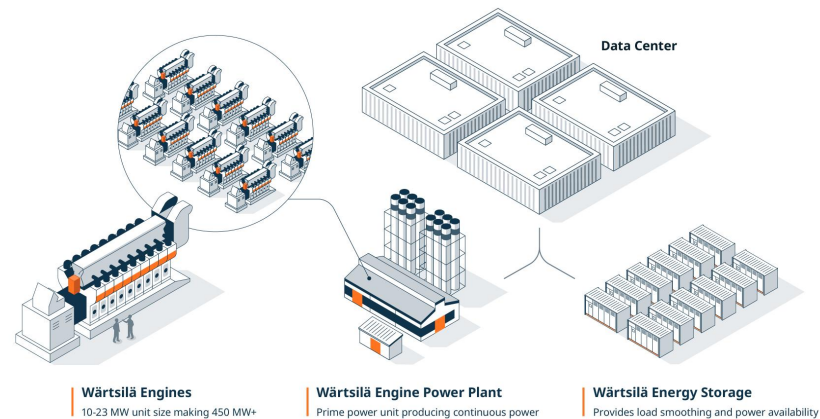 Data Center
Wärtsilä Engines
10-23 MW unit size making 450 MW+
Wärtsilä Engine Power Plant
Prime power unit producing continuous power
Wärtsilä Energy Storage
Provides load smoothing and power availability